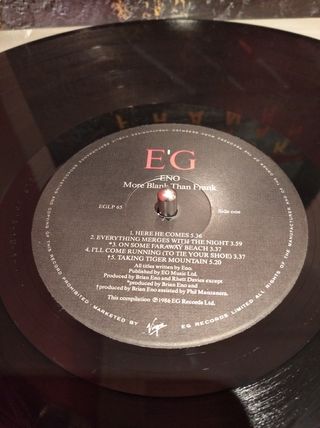 E'G
ENO
More Blank Than Frank
EGLP 65
Side one
1. HERE HE COMES 5.36
2. EVERYTHING MERGES WITH THE NIGHT 3.59
*3. ON SOME FARAWAY BEACH 3.37
4. I'LL COME RUNNING (TO TIE YOUR SHOE) 3.37
†5. TAKING TIGER MOUNTAIN 5.20
All titles written by Eno.
Published by EG Music Ltd.
Produced by Brian Eno and Rhett Davies except
*produced by Brian Eno and
†produced by Brian Eno assisted by Phil Manzanera.
This compilation ℗1986 EG Records Ltd.
MARKETED BY Virgin EG RECORDS LIMITED ALL RIGHTS OF THE MANUFACTURER